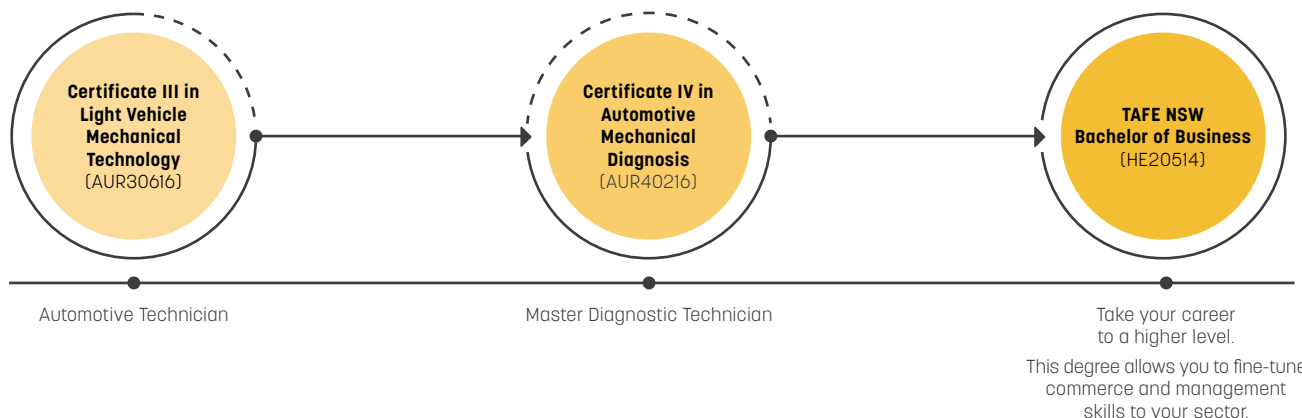 Certificate III in
Light Vehicle
Mechanical
Technology
(AUR30616)
Certificate IV in
Automotive
Mechanical
Diagnosis
(AUR40216)
TAFE NSW
Bachelor of Business
(HE20514)
Automotive Technician
Master Diagnostic Technician
Take your career
to a higher level.
This degree allows you to fine-tune
commerce and management
skills to your sector.